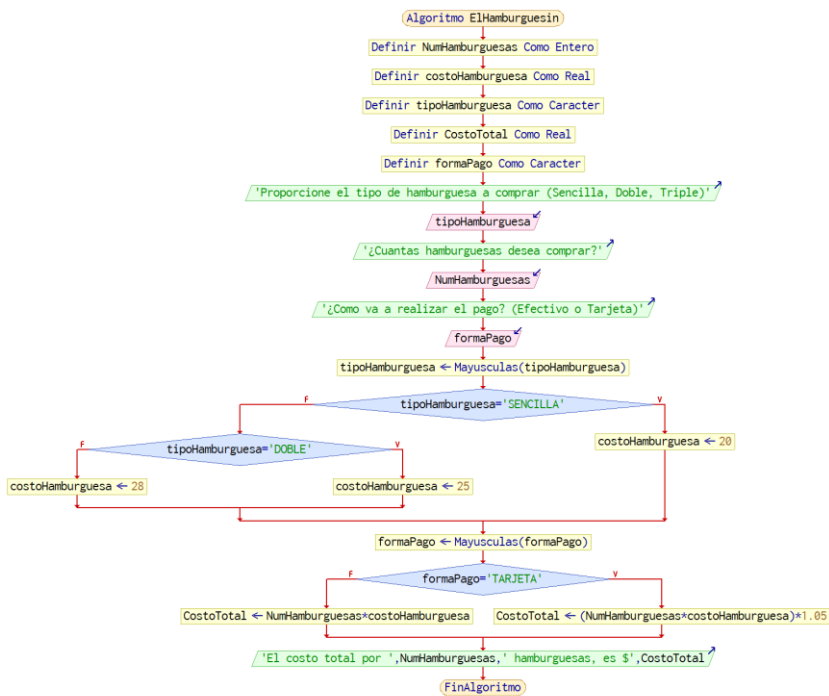 Algoritmo ElHamburguesin
Definir NumHamburguesas Como Entero
Definir costoHamburguesa Como Real
Definir tipoHamburguesa Como Caracter
Definir CostoTotal Como Real
Definir formaPago Como Caracter
'Proporcione el tipo de hamburguesa a comprar (Sencilla, Doble, Triple)'
tipoHamburguesa
'¿Cuantas hamburguesas desea comprar?'
NumHamburguesas
'¿Como va a realizar el pago? (Efectivo o Tarjeta)'
formaPago
tipoHamburguesa ← Mayusculas(tipoHamburguesa)
F tipoHamburguesa='SENCILLA' V
F tipoHamburguesa='DOBLE' V
costoHamburguesa ← 20
costoHamburguesa ← 28
costoHamburguesa ← 25
formaPago ← Mayusculas(formaPago)
F formaPago='TARJETA' V
CostoTotal ← NumHamburguesas*costoHamburguesa
CostoTotal ← (NumHamburguesas*costoHamburguesa)*1.05
'El costo total por ',NumHamburguesas,' hamburguesas, es $',CostoTotal
FinAlgoritmo